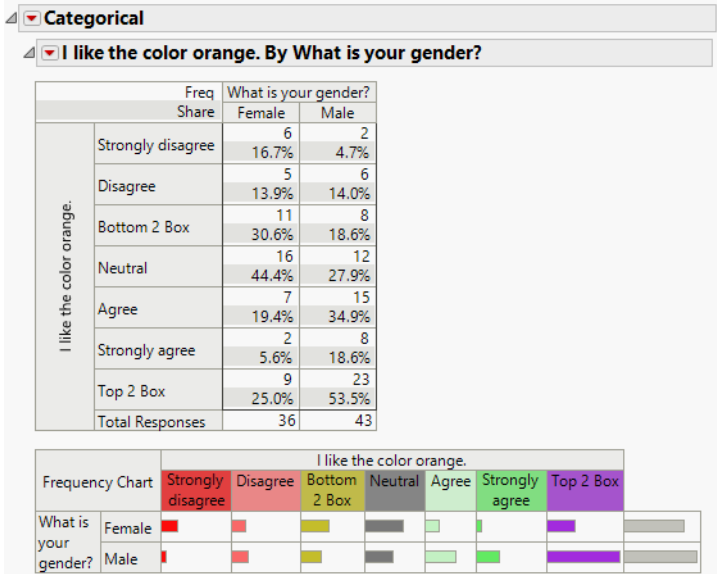 Categorical
I like the color orange. By What is your gender?
Freq What is your gender?
Share Female Male
I like the color orange.
Strongly disagree 6 2
16.7% 4.7%
Disagree 5 6
13.9% 14.0%
Bottom 2 Box 11 8
30.6% 18.6%
Neutral 16 12
44.4% 27.9%
Agree 7 15
19.4% 34.9%
Strongly agree 2 8
5.6% 18.6%
Top 2 Box 9 23
25.0% 53.5%
Total Responses 36 43
I like the color orange.
Frequency Chart Strongly disagree Disagree Bottom 2 Box Neutral Agree Strongly agree Top 2 Box
What is your gender?
Female
Male